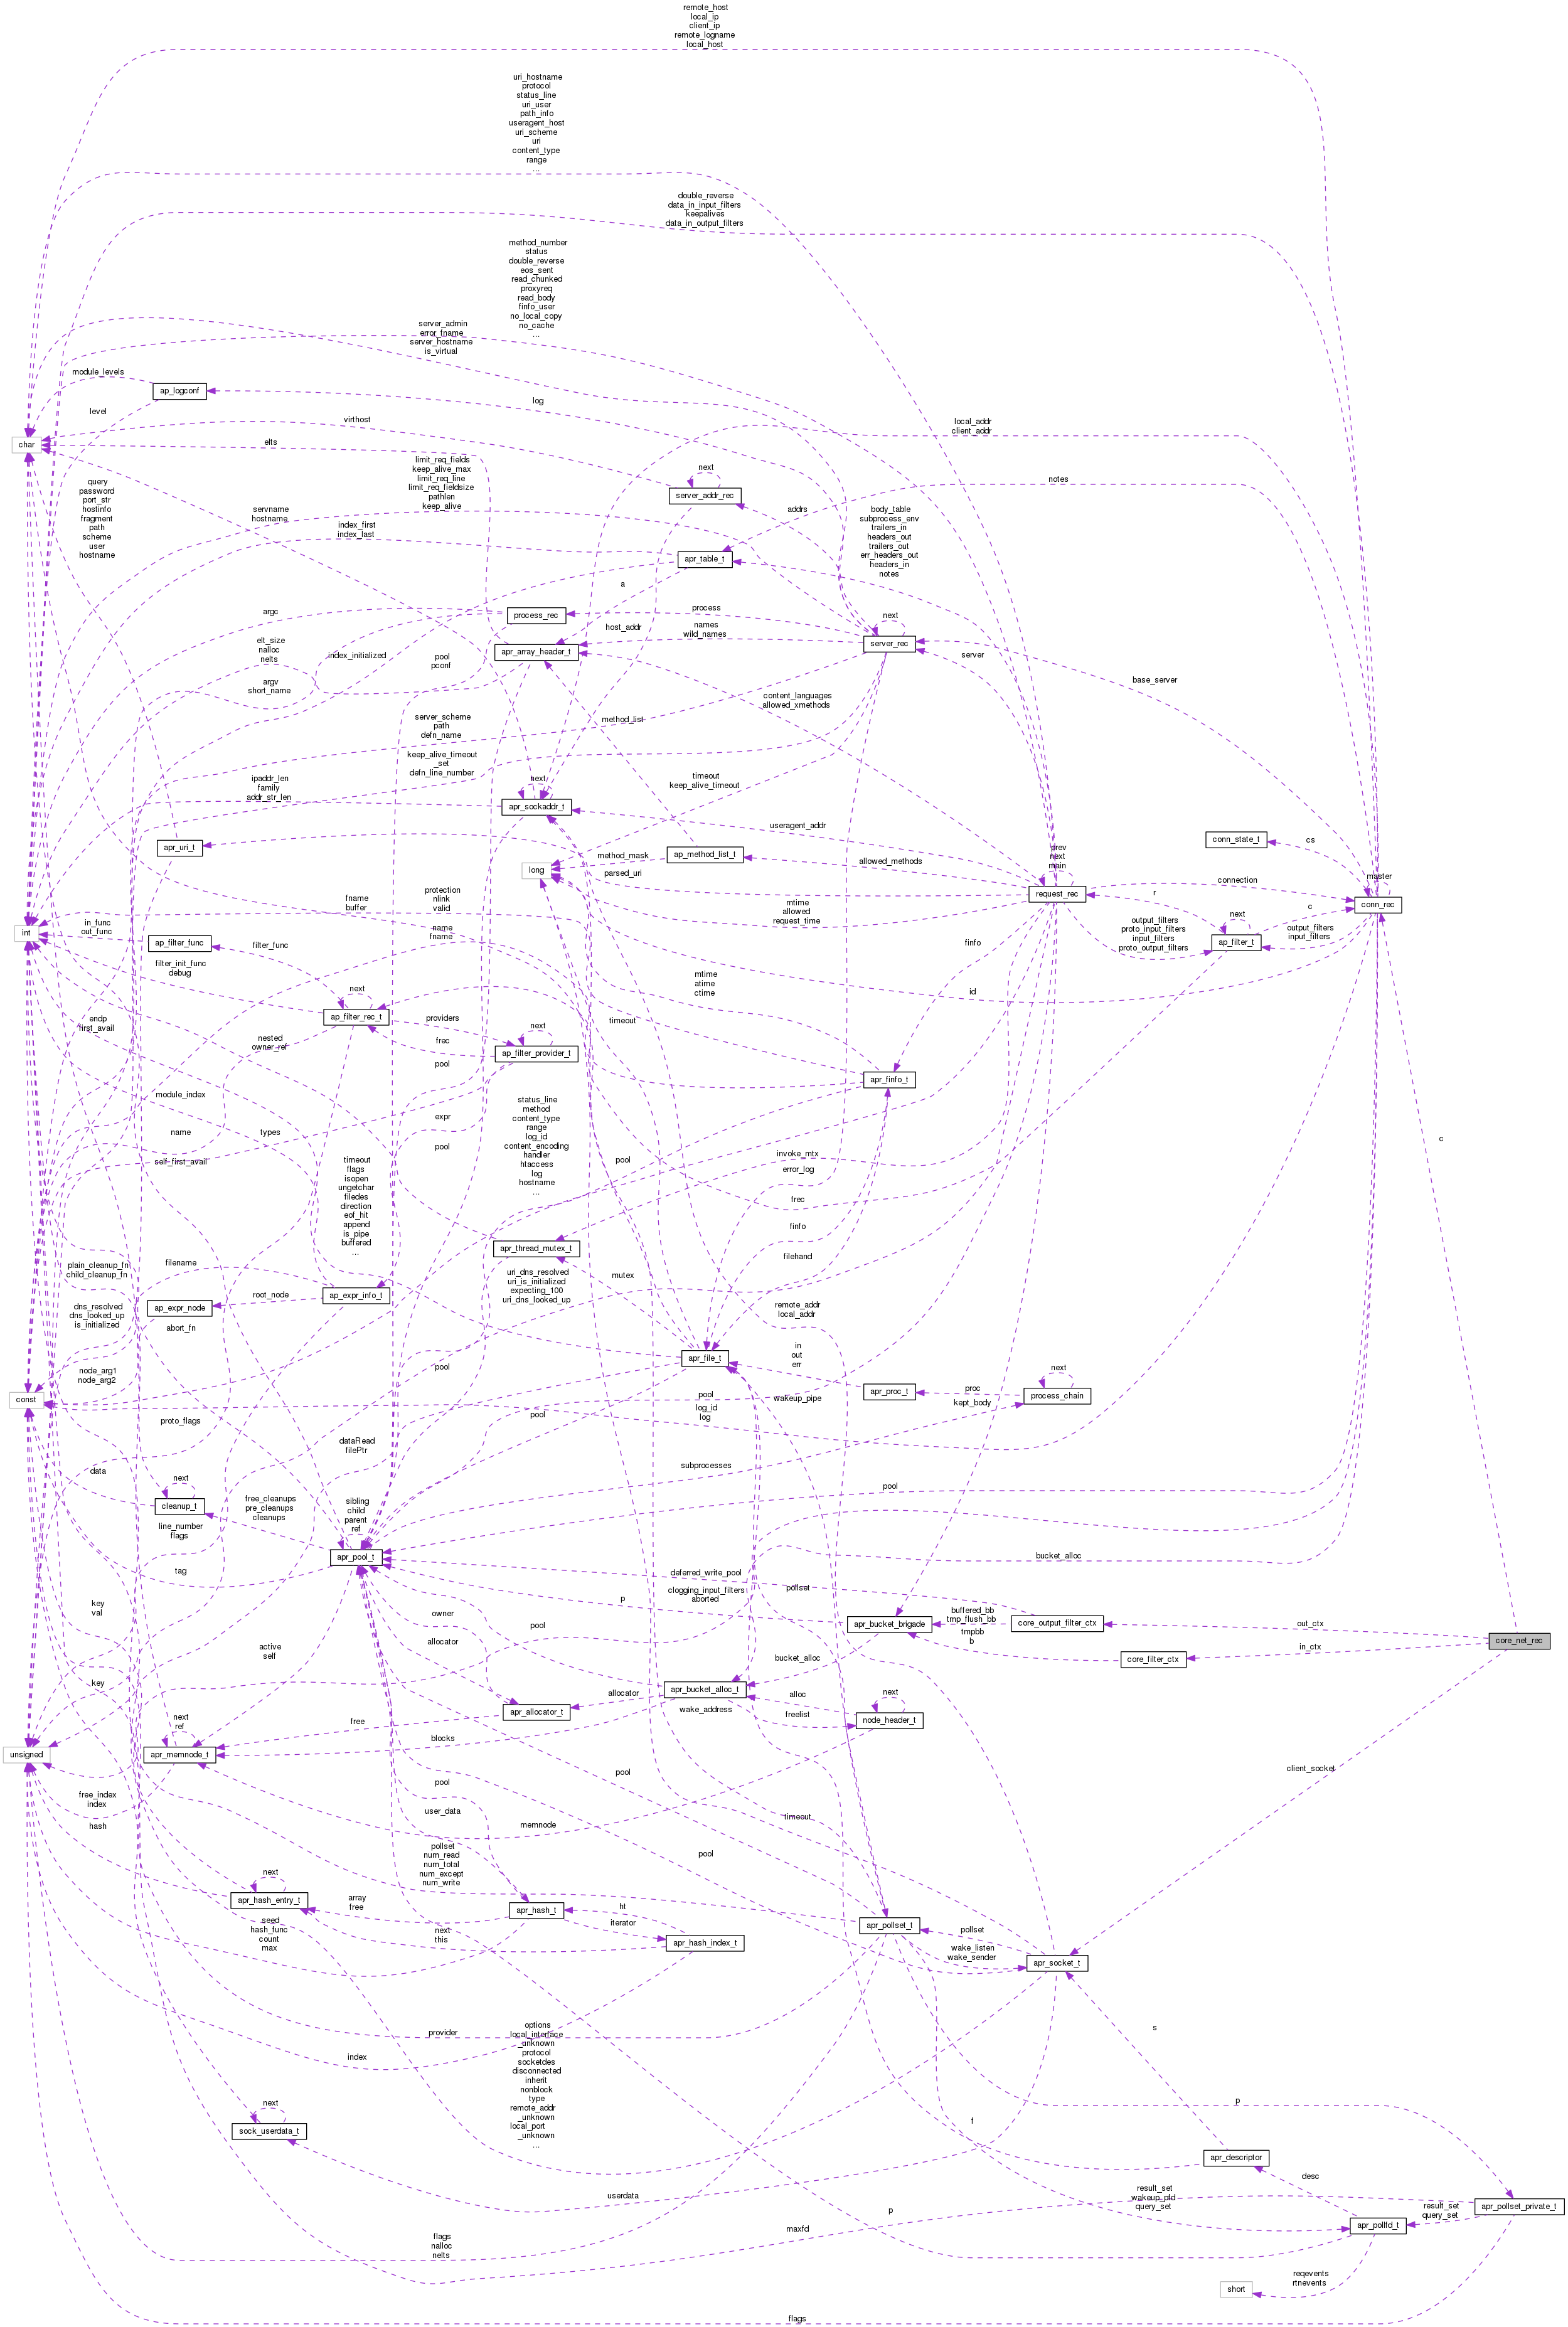 remote_host
local_ip
client_ip
remote_logname
local_host
uri_hostname
protocol
status_line
uri_user
path_info
useragent_host
uri_scheme
uri
content_type
range
...
double_reverse
data_in_input_filters
keepalives
data_in_output_filters
method_number
status
double_reverse
eos_sent
read_chunked
proxyreq
read_body
finfo_user
no_local_copy
no_cache
...
server_admin
error_fname
server_hostname
is_virtual
module_levels
ap_logconf
log
level
virthost
char
elts
local_addr
client_addr
limit_req_fields
keep_alive_max
limit_req_line
limit_req_fieldsize
pathlen
keep_alive
next
server_addr_rec
notes
query
password
port_str
hostinfo
fragment
path
scheme
user
hostname
servname
hostname
index_first
index_last
addrs
body_table
subprocess_env
trailers_in
headers_out
trailers_out
err_headers_out
headers_in
notes
apr_table_t
a
argc
process_rec
process
next
host_addr
names
wild_names
server_rec
elt_size
nalloc
nelts
index_initialized
pool
pconf
apr_array_header_t
server
base_server
argv
short_name
content_languages
allowed_xmethods
method_list
server_scheme
path
defn_name
keep_alive_timeout
_set
defn_line_number
timeout
keep_alive_timeout
ipaddr_len
family
addr_str_len
next
apr_sockaddr_t
useragent_addr
conn_state_t
cs
apr_uri_t
method_mask
ap_method_list_t
allowed_methods
prev
next
main
long
parsed_uri
connection
master
request_rec
r
conn_rec
protection
nlink
valid
fname
buffer
mtime
allowed
request_time
c
output_filters
proto_input_filters
input_filters
proto_output_filters
next
output_filters
input_filters
ap_filter_t
int
in_func
out_func
ap_filter_func
filter_func
name
fname
finfo
filter_init_func
debug
next
mtime
atime
ctime
id
ap_filter_rec_t
providers
next
timeout
endp
first_avail
nested
owner_ref
frec
ap_filter_provider_t
pool
apr_finfo_t
module_index
status_line
method
content_type
range
log_id
content_encoding
handler
htaccess
log
hostname
...
expr
name
types
pool
c
self_first_avail
timeout
flags
isopen
ungetchar
filedes
direction
eof_hit
append
is_pipe
buffered
...
pool
invoke_mtx
error_log
frec
finfo
apr_thread_mutex_t
filehand
plain_cleanup_fn
child_cleanup_fn
filename
uri_dns_resolved
uri_is_initialized
expecting_100
uri_dns_looked_up
mutex
ap_expr_info_t
root_node
ap_expr_node
dns_resolved
dns_looked_up
is_initialized
abort_fn
remote_addr
local_addr
in
out
err
apr_file_t
pool
next
node_arg1
node_arg2
apr_proc_t
proc
process_chain
const
pool
wakeup_pipe
kept_body
log_id
log
proto_flags
pool
dataRead
filePtr
data
next
subprocesses
cleanup_t
free_cleanups
pre_cleanups
cleanups
sibling
child
parent
ref
pool
line_number
flags
apr_pool_t
bucket_alloc
tag
deferred_write_pool
pollset
clogging_input_filters
aborted
key
val
p
owner
buffered_bb
tmp_flush_bb
apr_bucket_brigade
core_output_filter_ctx
out_ctx
tmpbb
b
core_net_rec
pool
allocator
active
self
in_ctx
bucket_alloc
core_filter_ctx
key
apr_bucket_alloc_t
allocator
alloc
next
next
ref
free
apr_allocator_t
wake_address
freelist
node_header_t
blocks
unsigned
apr_memnode_t
client_socket
pool
pool
free_index
index
user_data
memnode
timeout
hash
pollset
num_read
num_total
num_except
num_write
pool
next
apr_hash_entry_t
array
free
apr_hash_t
ht
apr_pollset_t
seed
hash_func
count
max
iterator
pollset
next
this
apr_hash_index_t
wake_listen
wake_sender
apr_socket_t
provider
options
local_interface
_unknown
protocol
socketdes
disconnected
inherit
nonblock
type
remote_addr
_unknown
local_port
_unknown
...
s
index
next
sock_userdata_t
f
p
apr_descriptor
userdata
desc
result_set
wakeup_pfd
query_set
apr_pollset_private_t
result_set
query_set
p
maxfd
apr_pollfd_t
flags
nalloc
nelts
reqevents
rtnevents
short
flags